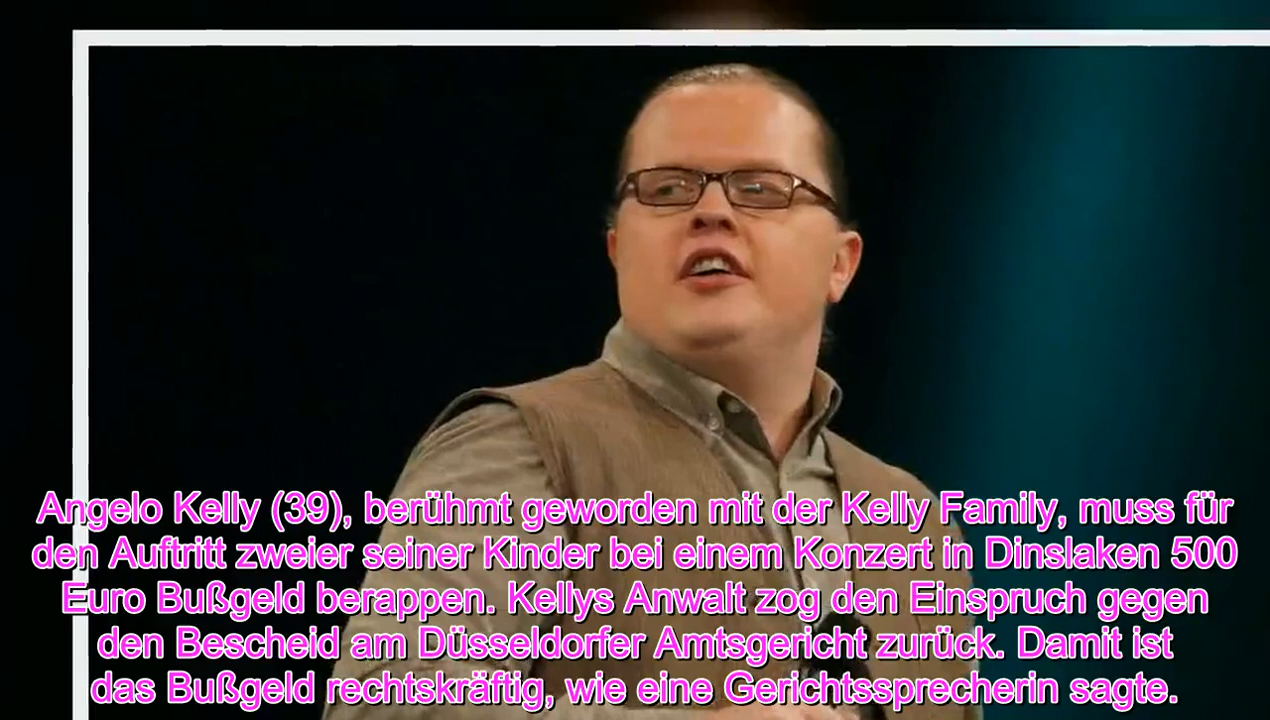 Angelo Kelly (39), berühmt geworden mit der Kelly Family, muss für
den Auftritt zweier seiner Kinder bei einem Konzert in Dinslaken 500
Euro Bußgeld berappen. Kellys Anwalt zog den Einspruch gegen
den Bescheid am Düsseldorfer Amtsgericht zurück. Damit ist
das Bußgeld rechtskräftig, wie eine Gerichtssprecherin sagte.